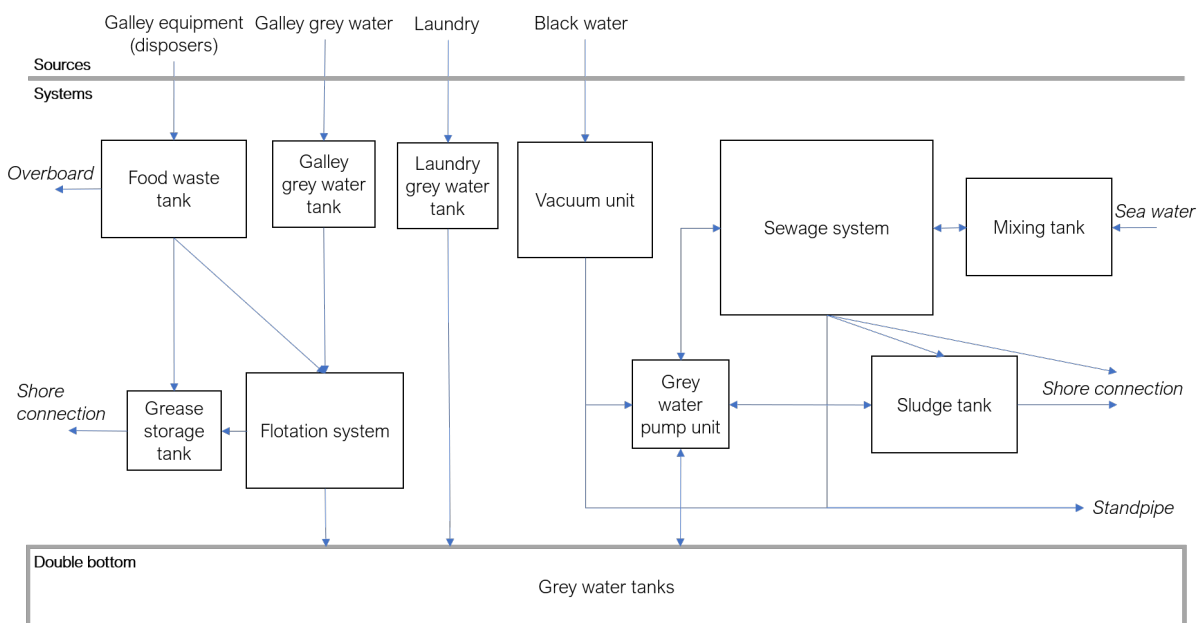 Galley equipment
(disposers)
Galley grey water
Laundry
Black water
Sources
Systems
Overboard
Food waste
tank
Galley
grey water
tank
Laundry
grey water
tank
Vacuum unit
Sewage system
Mixing tank
Sea water
Shore
connection
Grease
storage
tank
Flotation system
Grey
water
pump unit
Sludge tank
Shore connection
Standpipe
Double bottom
Grey water tanks